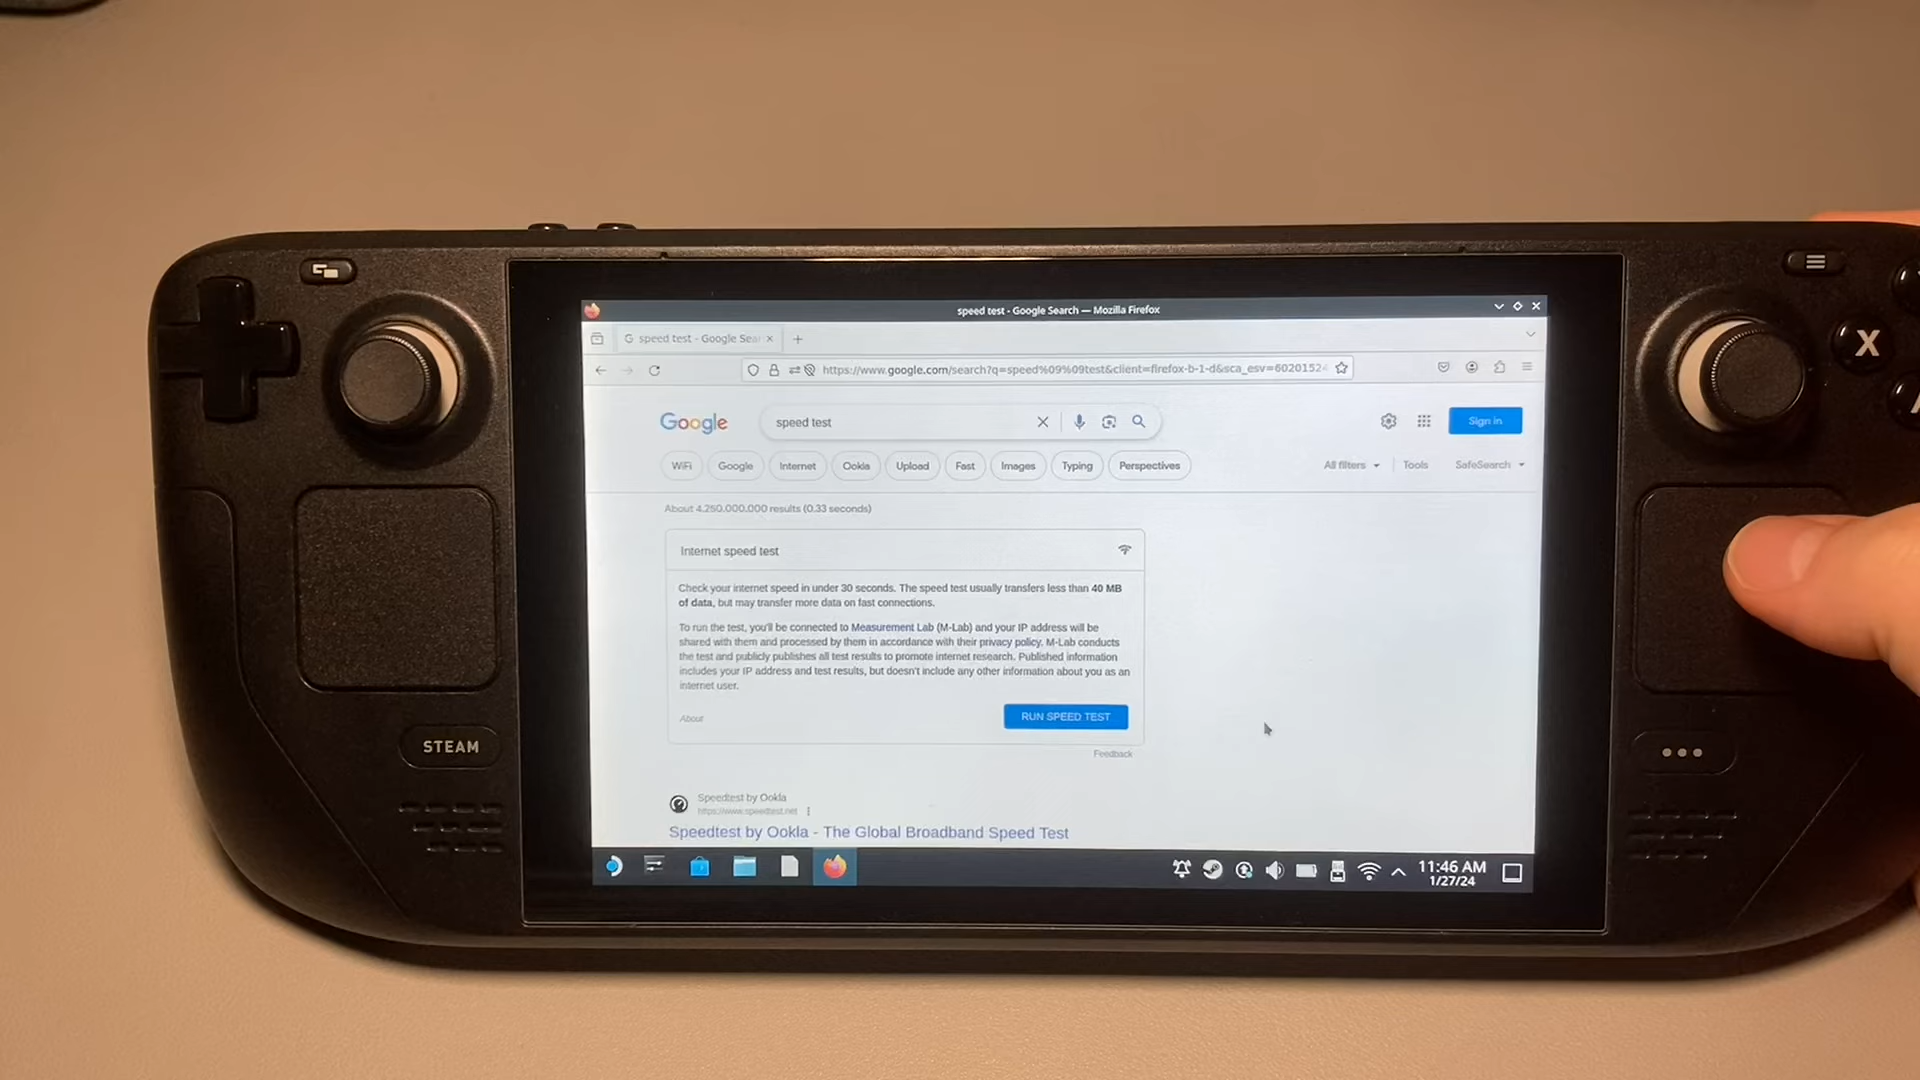 speed test - Google Search — Mozilla Firefox
speed test - Google Sea
https://www.google.com/search?q=speed%09%09test&client=firefox-b-1-d&sca_esv=60201524
Google
speed test
Sign in
WiFi
Google
Internet
Ookla
Upload
Fast
Images
Typing
Perspectives
All filters
Tools
SafeSearch
About 4,250,000,000 results (0.33 seconds)
Internet speed test
Check your internet speed in under 30 seconds. The speed test usually transfers less than 40 MB
of data, but may transfer more data on fast connections.
To run the test, you'll be connected to Measurement Lab (M-Lab) and your IP address will be
shared with them and processed by them in accordance with their privacy policy. M-Lab conducts
the test and publicly publishes all test results to promote internet research. Published information
includes your IP address and test results, but doesn't include any other information about you as an
internet user.
About
RUN SPEED TEST
Feedback
Speedtest by Ookla
https://www.speedtest.net
Speedtest by Ookla - The Global Broadband Speed Test
11:46 AM
1/27/24
STEAM
X